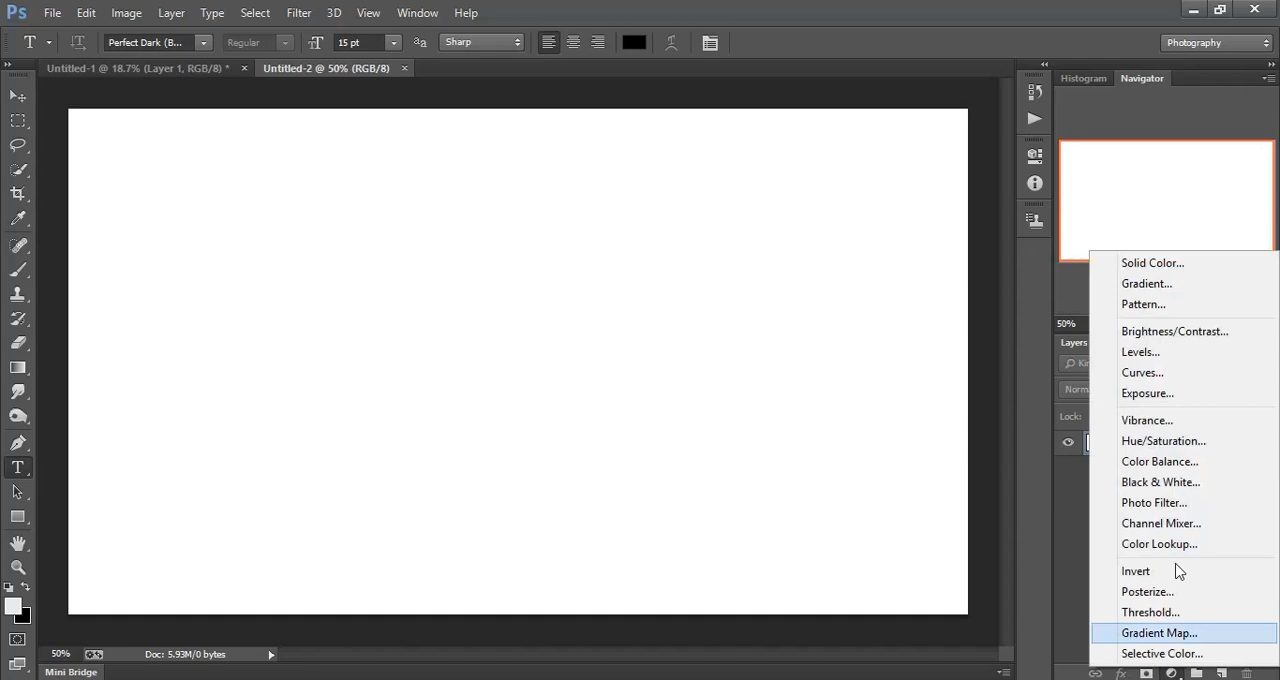 Ps File Edit Image Layer Type Select Filter 3D View Window Help
T Perfect Dark (B... Regular 15 pt Sharp Photography
Untitled-1 @ 18.7% (Layer 1, RGB/8) * × Untitled-2 @ 50% (RGB/8) ×
Histogram Navigator
Solid Color...
Gradient...
Pattern...
50%
Brightness/Contrast...
Layers
Levels...
Curves...
Exposure...
Lock:
Vibrance...
Hue/Saturation...
Color Balance...
Black & White...
Photo Filter...
Channel Mixer...
Color Lookup...
Invert
Posterize...
Threshold...
Gradient Map...
Selective Color...
50% Doc: 5.93M/0 bytes
Mini Bridge